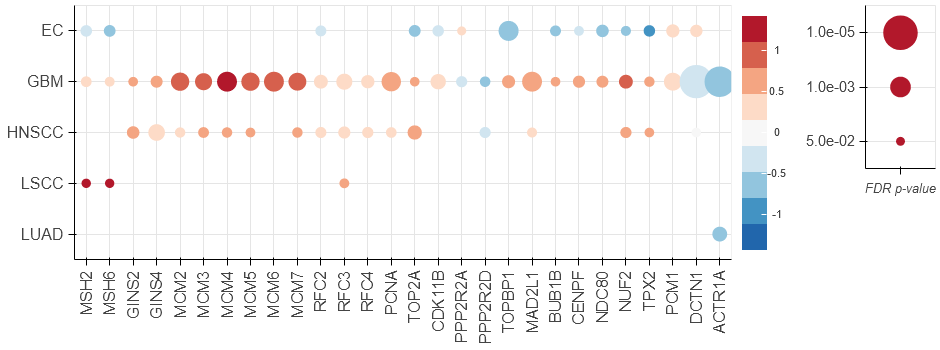 EC
GBM
HNSCC
LSCC
LUAD
MSH2
MSH6
GINS2
GINS4
MCM2
MCM3
MCM4
MCM5
MCM6
MCM7
RFC2
RFC3
RFC4
PCNA
TOP2A
CDK11B
PPP2R2A
PPP2R2D
TOPBP1
MAD2L1
BUB1B
CENPF
NDC80
NUF2
TPX2
PCM1
DCTN1
ACTR1A
1
0.5
0
-0.5
-1
1.0e-05
1.0e-03
5.0e-02
FDR p-value